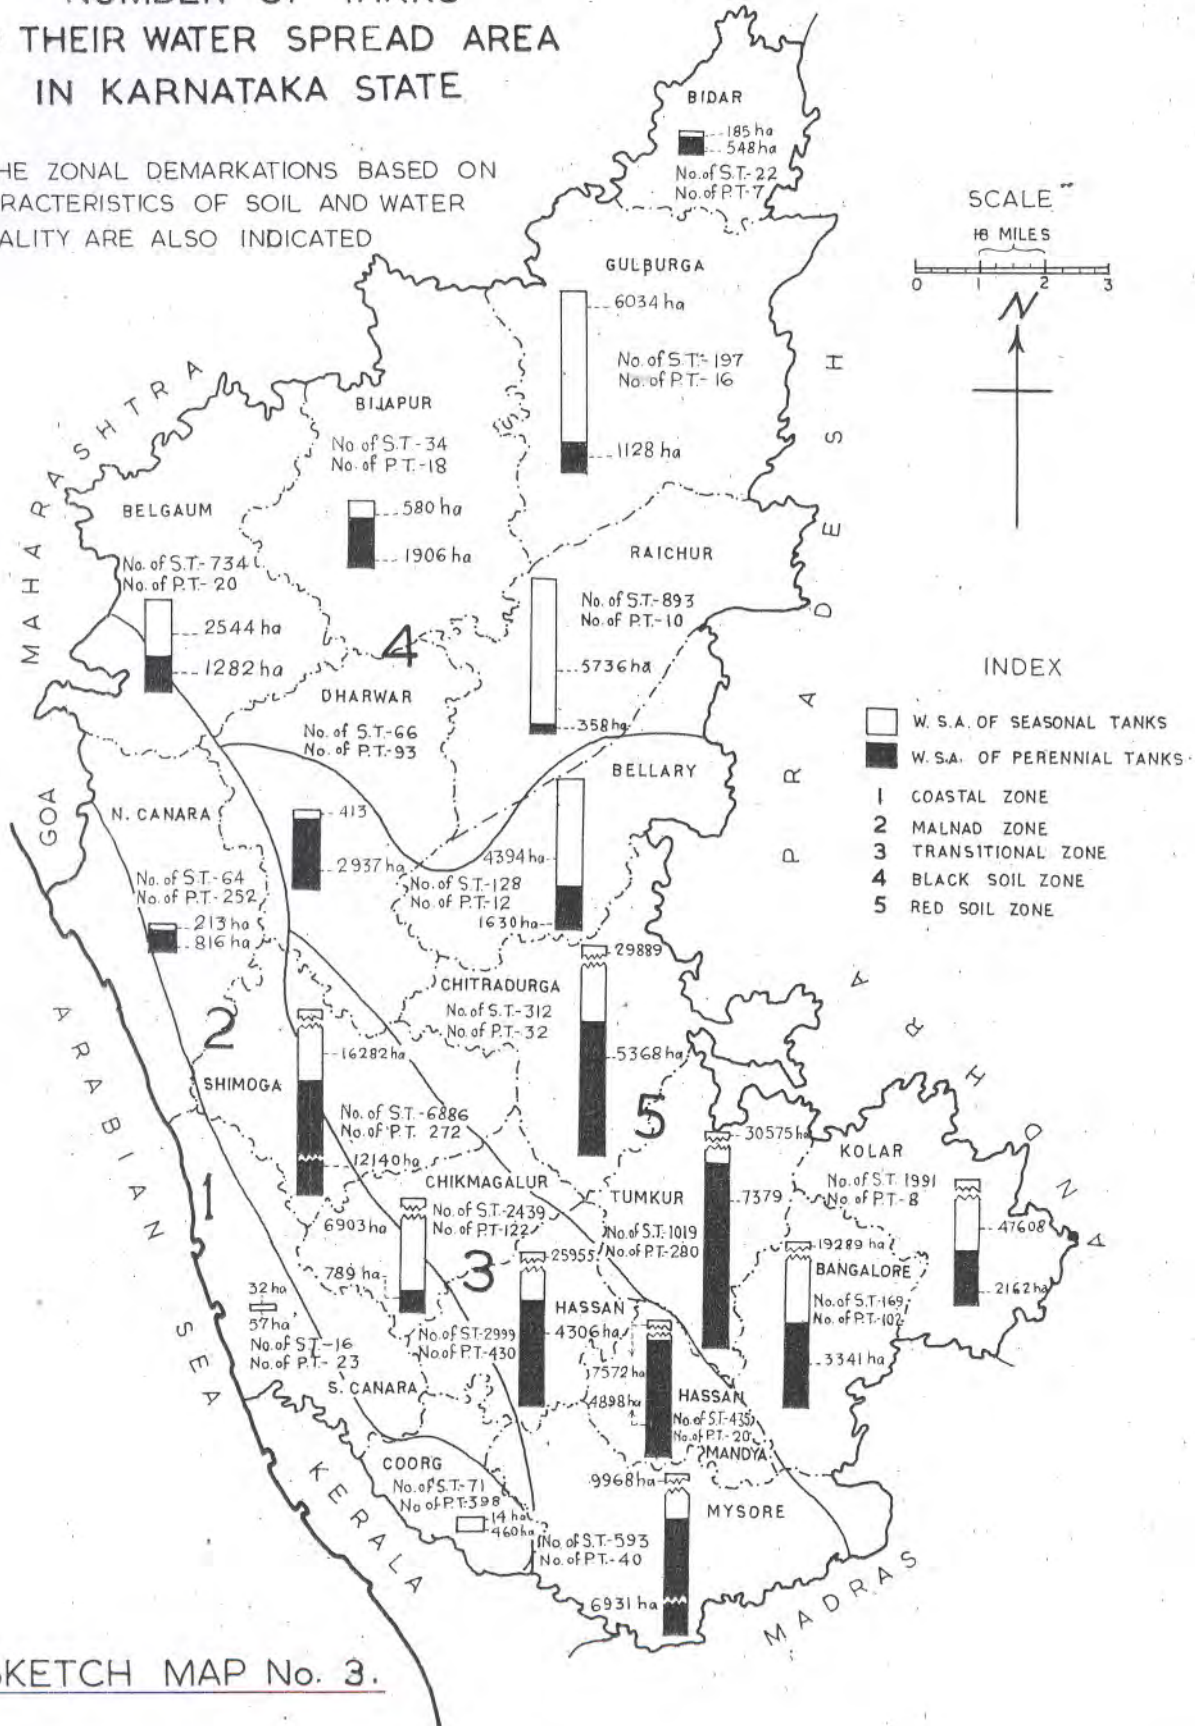 NUMBER OF TANKS
THEIR WATER SPREAD AREA
IN KARNATAKA STATE
HE ZONAL DEMARKATIONS BASED ON
RACTERISTICS OF SOIL AND WATER
ALITY ARE ALSO INDICATED
BIDAR
185 ha
548 ha
No. of S.T.-22
No. of P.T.-7
SCALE
18 MILES
0 1 2 3
N
GULBURGA
6034 ha
No. of S.T.-197
No. of P.T.-16
1128 ha
MAHARASHTRA
BIJAPUR
No. of S.T.-34
No. of P.T.-18
580 ha
1906 ha
BELGAUM
No. of S.T.-734
No. of P.T.-20
2544 ha
1282 ha
RAICHUR
No. of S.T.-893
No. of P.T.-10
5736 ha
358 ha
4
DHARWAR
No. of S.T.-66
No. of P.T.-93
413
2937 ha
INDEX
W. S.A. OF SEASONAL TANKS
W. S.A. OF PERENNIAL TANKS.
1 COASTAL ZONE
2 MALNAD ZONE
3 TRANSITIONAL ZONE
4 BLACK SOIL ZONE
5 RED SOIL ZONE
BELLARY
4394 ha
No. of S.T.-128
No. of P.T.-12
1630 ha
GOA
N. CANARA
No. of S.T.-64
No. of P.T.-252
213 ha
816 ha
ANDHRA PRADESH
CHITRADURGA
No. of S.T.-312
No. of P.T.-32
29889
5368 ha
2
SHIMOGA
16282 ha
No. of S.T.-6886
No. of P.T. 272
12140 ha
5
ARABIAN SEA
1
CHIKMAGALUR
No. of S.T.-2439
No. of P.T.-122
6903 ha
789 ha
TUMKUR
No. of S.T.-1019
No. of P.T.-280
30575 ha
7379
KOLAR
No. of S.T. 1991
No. of P.T.-8
47608
2162 ha
19289 ha
BANGALORE
No. of S.T.-169
No. of P.T.-102
3341 ha
3
25955
HASSAN
4306 ha
No. of S.T-2999
No. of P.T.-430
7572 ha
4898 ha
HASSAN
No. of S.T.-435
No. of P.T.-20
MANDYA
32 ha
57 ha
No. of S.T.-16
No. of P.T.-23
S. CANARA
COORG
No. of S.T.-71
No of P.T.-398
14 ha
460 ha
9968 ha
MYSORE
No. of S.T.-593
No. of P.T.-40
6931 ha
KERALA
MADRAS
SKETCH MAP No. 3.